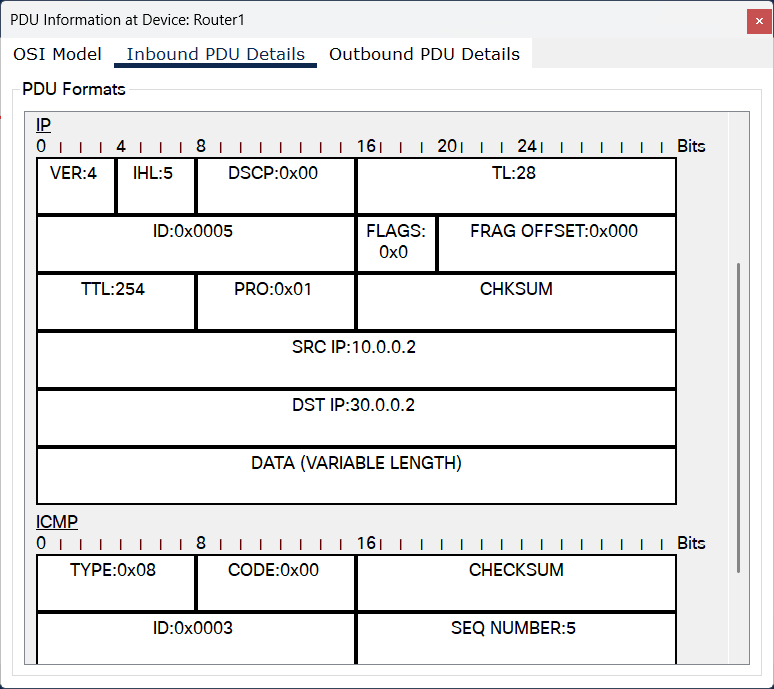 PDU Information at Device: Router1
OSI Model Inbound PDU Details Outbound PDU Details
PDU Formats
IP
0 4 8 16 20 24 Bits
VER:4 IHL:5 DSCP:0x00 TL:28
ID:0x0005 FLAGS: 0x0 FRAG OFFSET:0x000
TTL:254 PRO:0x01 CHKSUM
SRC IP:10.0.0.2
DST IP:30.0.0.2
DATA (VARIABLE LENGTH)
ICMP
0 8 16 Bits
TYPE:0x08 CODE:0x00 CHECKSUM
ID:0x0003 SEQ NUMBER:5